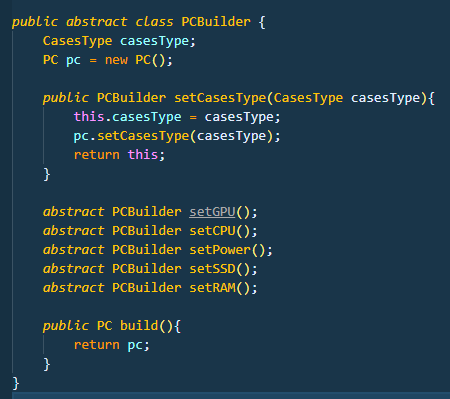 public abstract class PCBuilder {
    CasesType casesType;
    PC pc = new PC();

    public PCBuilder setCasesType(CasesType casesType){
        this.casesType = casesType;
        pc.setCasesType(casesType);
        return this;
    }

    abstract PCBuilder setGPU();
    abstract PCBuilder setCPU();
    abstract PCBuilder setPower();
    abstract PCBuilder setSSD();
    abstract PCBuilder setRAM();

    public PC build(){
        return pc;
    }
}